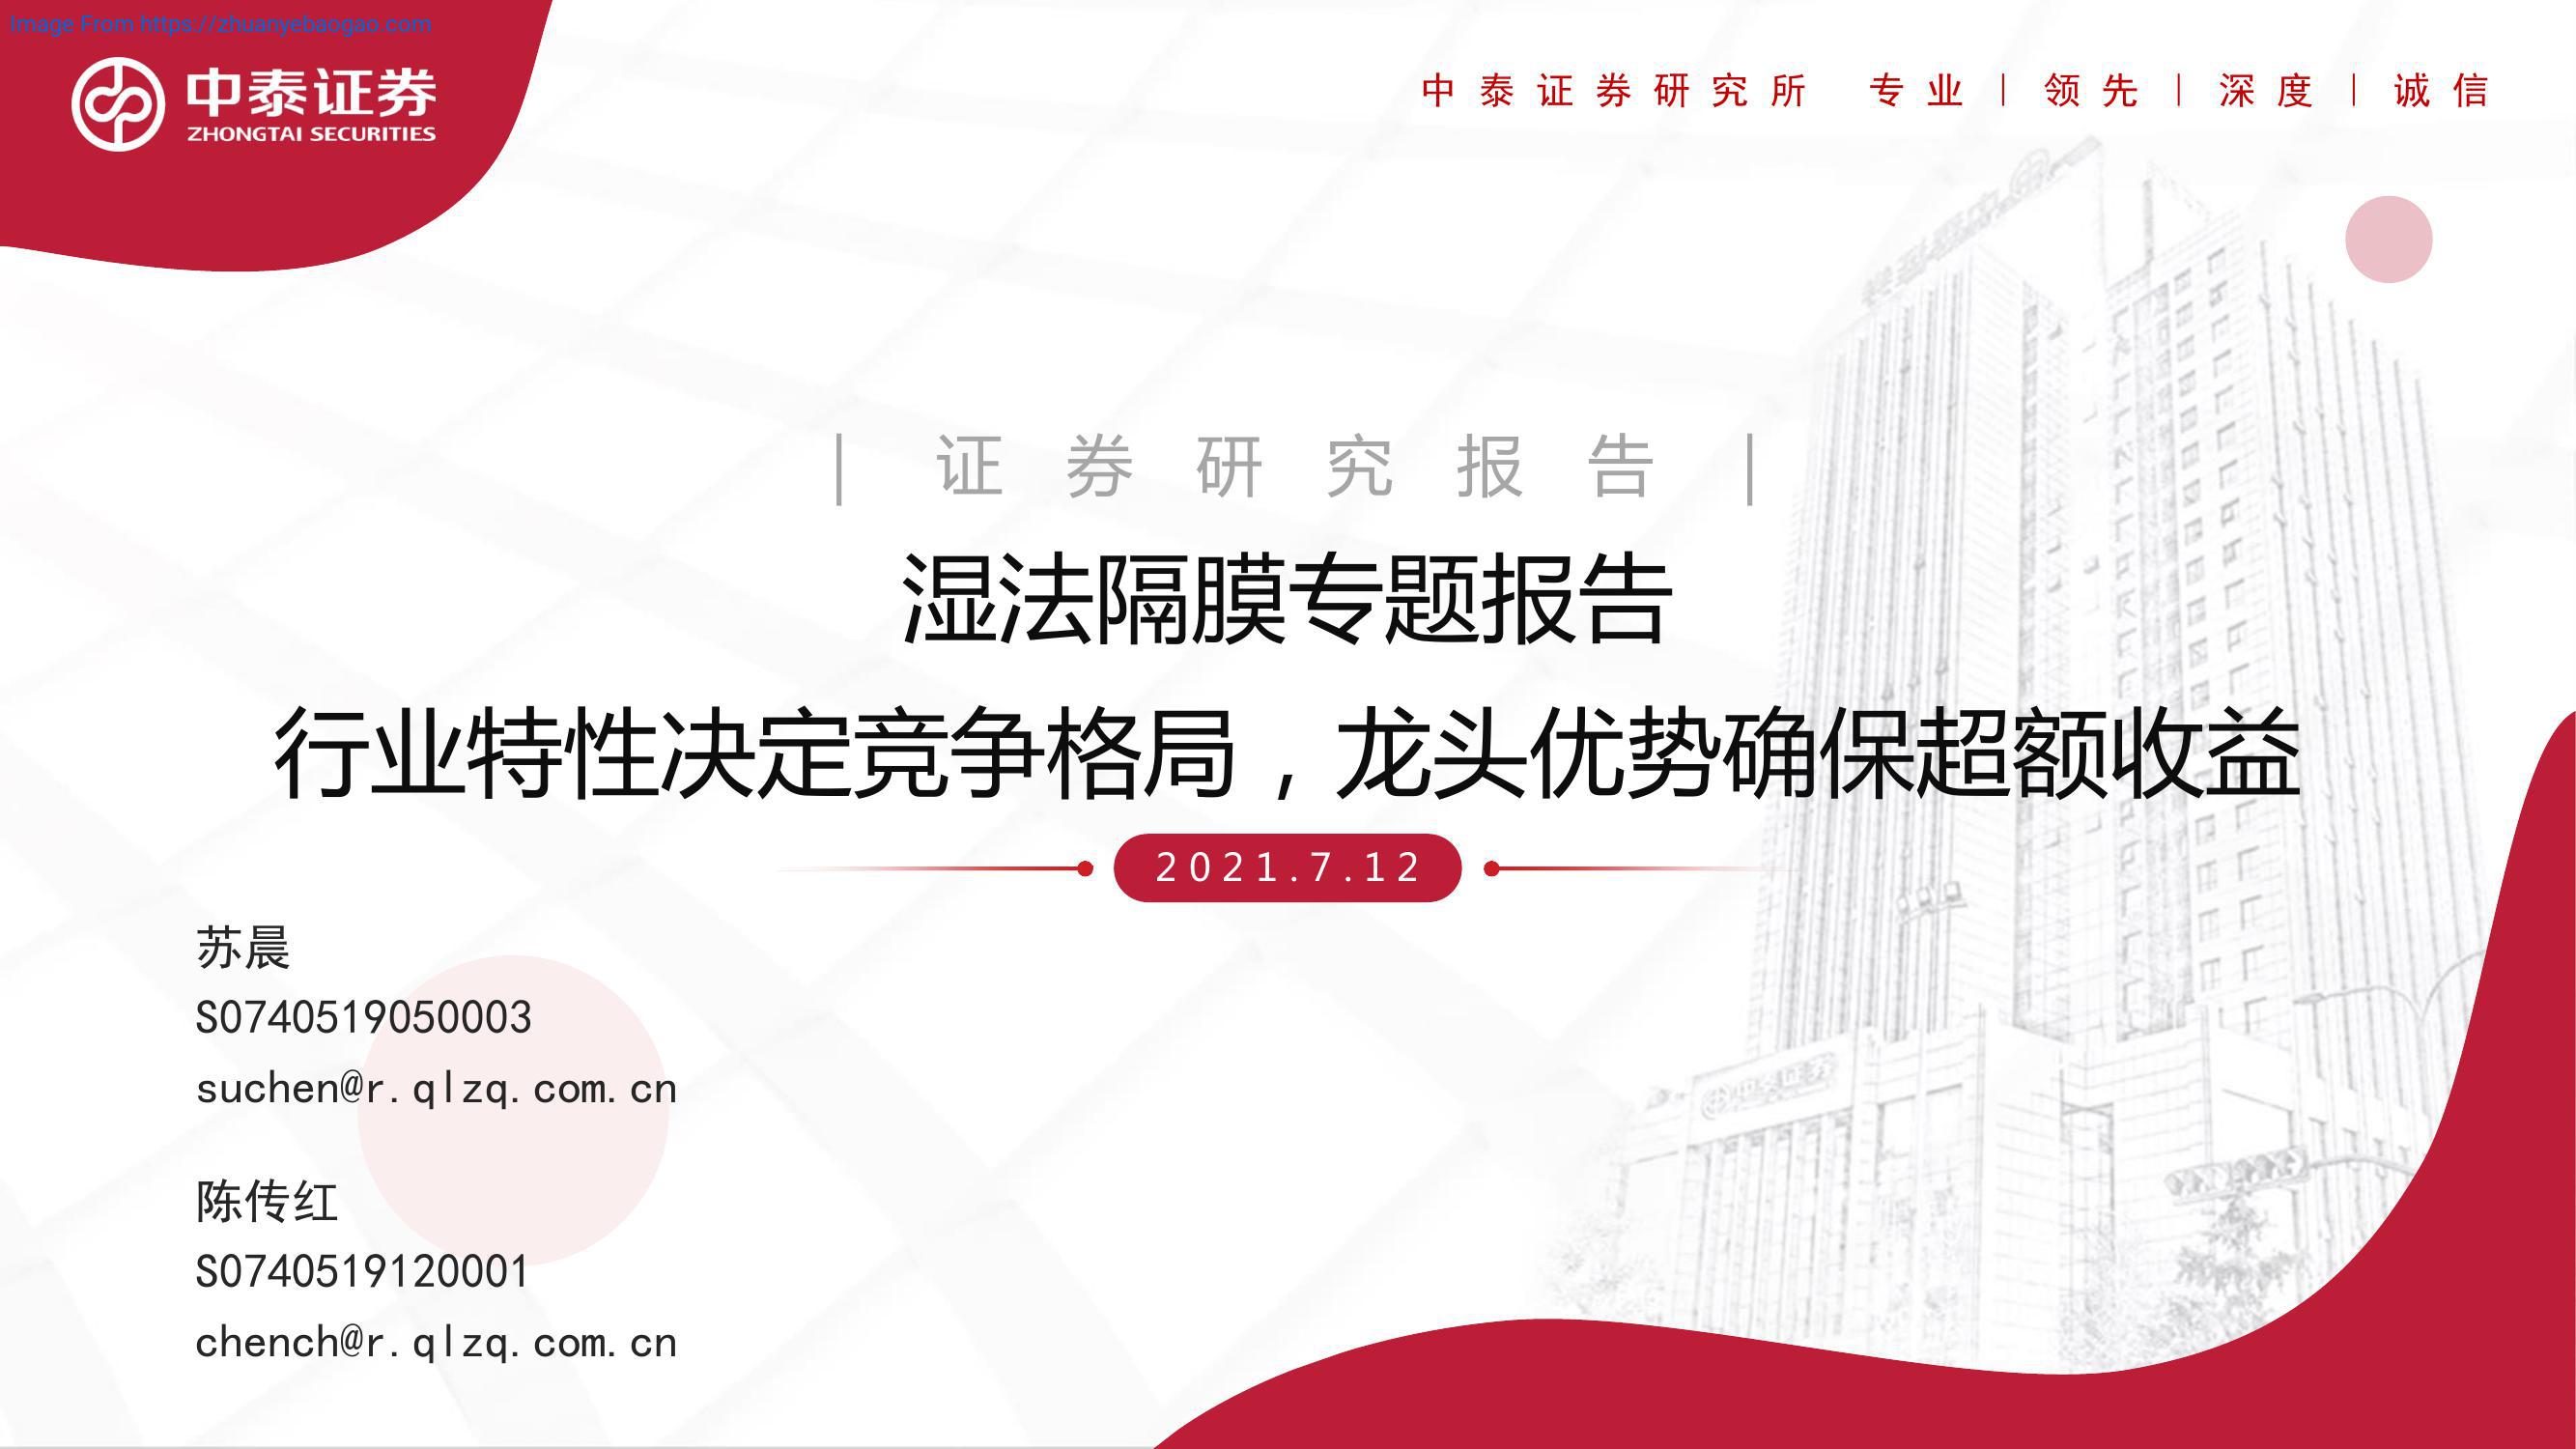 Image From https://zhuanyebaogao.com
中泰证券
ZHONGTAI SECURITIES
中泰证券研究所 专业｜领先｜深度｜诚信
｜ 证券研究报告 ｜
湿法隔膜专题报告
行业特性决定竞争格局，龙头优势确保超额收益
2021.7.12
苏晨
S0740519050003
suchen@r.qlzq.com.cn
陈传红
S0740519120001
chench@r.qlzq.com.cn
中泰证券